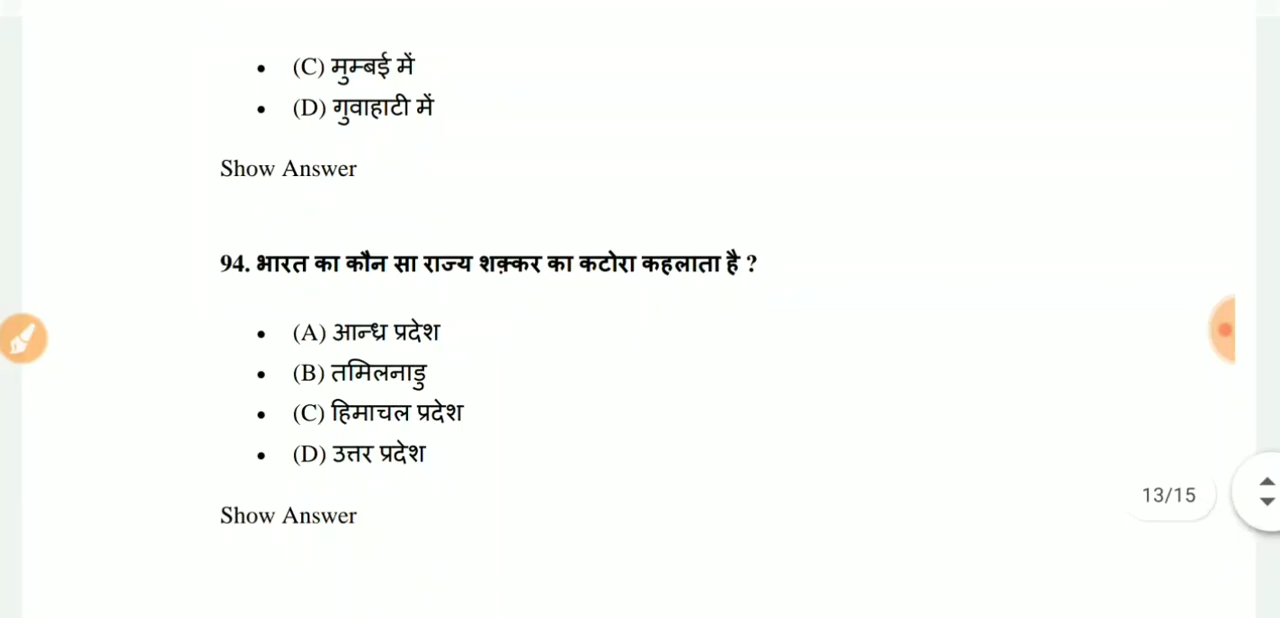 • (C) मुम्बई में
• (D) गुवाहाटी में
Show Answer
94. भारत का कौन सा राज्य शक़्कर का कटोरा कहलाता है ?
• (A) आन्ध्र प्रदेश
• (B) तमिलनाडु
• (C) हिमाचल प्रदेश
• (D) उत्तर प्रदेश
13/15
Show Answer